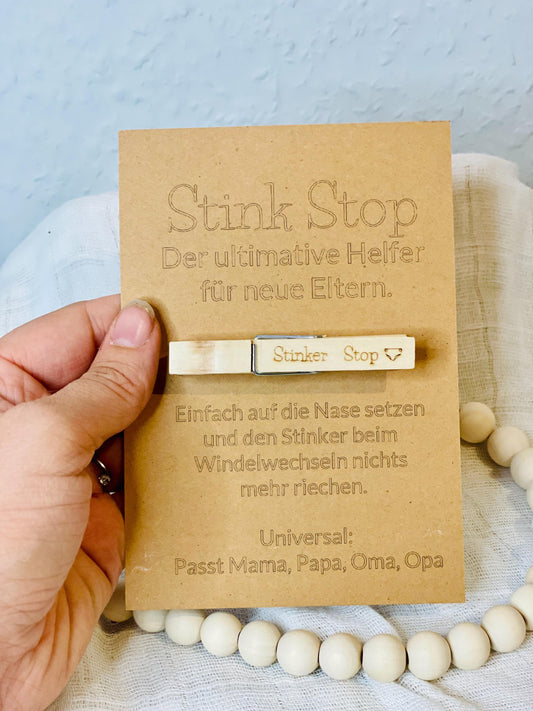 Stink Stop
Der ultimative Helfer
für neue Eltern.
Stinker Stop
Einfach auf die Nase setzen
und den Stinker beim
Windelwechseln nichts
mehr riechen.
Universal:
Passt Mama, Papa, Oma, Opa